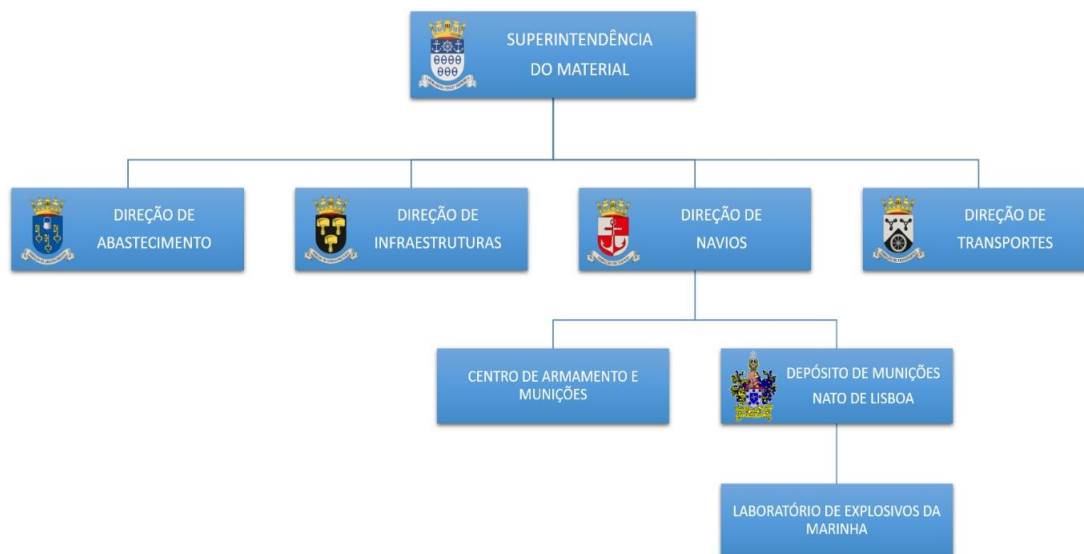 SUPERINTENDÊNCIA
DO MATERIAL
DIREÇÃO DE
ABASTECIMENTO
DIREÇÃO DE
INFRAESTRUTURAS
DIREÇÃO DE
NAVIOS
DIREÇÃO DE
TRANSPORTES
CENTRO DE ARMAMENTO E
MUNIÇÕES
DEPÓSITO DE MUNIÇÕES
NATO DE LISBOA
LABORATÓRIO DE EXPLOSIVOS DA
MARINHA